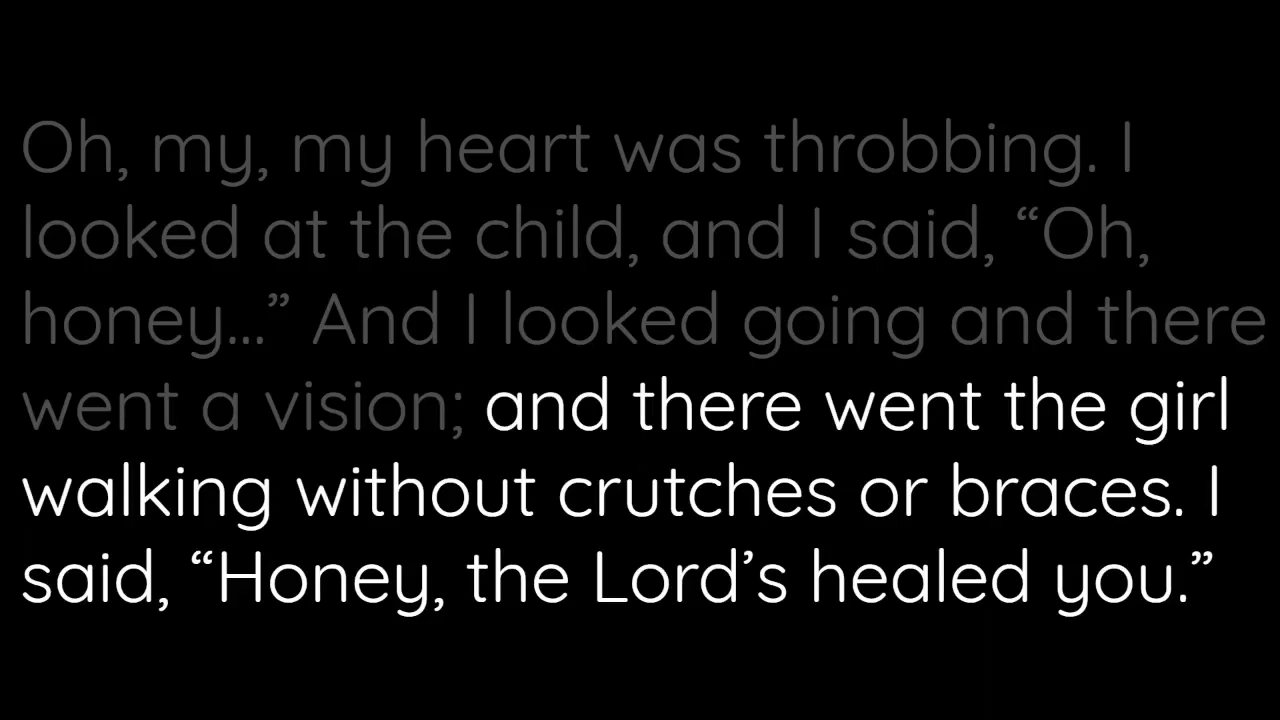 Oh, my, my heart was throbbing. I
looked at the child, and I said, “Oh,
honey...” And I looked going and there
went a vision; and there went the girl
walking without crutches or braces. I
said, “Honey, the Lord’s healed you.”